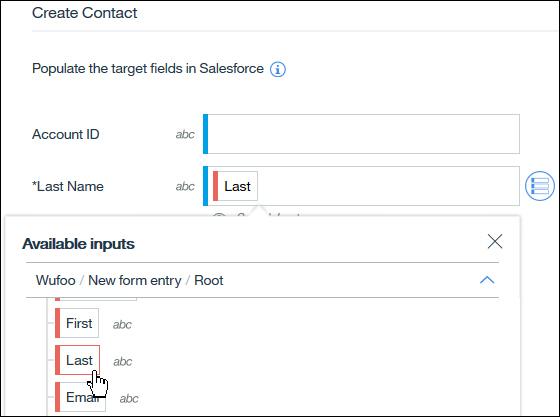 Create Contact
Populate the target fields in Salesforce
Account ID abc
*Last Name abc Last
Available inputs
Wufoo / New form entry / Root
First abc
Last abc
Email abc